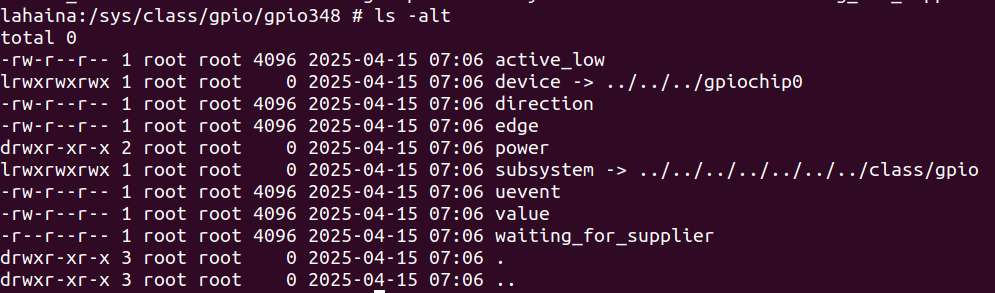 lahaina:/sys/class/gpio/gpio348 # ls -alt
total 0
-rw-r--r-- 1 root root 4096 2025-04-15 07:06 active_low
lrwxrwxrwx 1 root root    0 2025-04-15 07:06 device -> ../../../gpiochip0
-rw-r--r-- 1 root root 4096 2025-04-15 07:06 direction
-rw-r--r-- 1 root root 4096 2025-04-15 07:06 edge
drwxr-xr-x 2 root root    0 2025-04-15 07:06 power
lrwxrwxrwx 1 root root    0 2025-04-15 07:06 subsystem -> ../../../../../../../class/gpio
-rw-r--r-- 1 root root 4096 2025-04-15 07:06 uevent
-rw-r--r-- 1 root root 4096 2025-04-15 07:06 value
-r--r--r-- 1 root root 4096 2025-04-15 07:06 waiting_for_supplier
drwxr-xr-x 3 root root    0 2025-04-15 07:06 .
drwxr-xr-x 3 root root    0 2025-04-15 07:06 ..